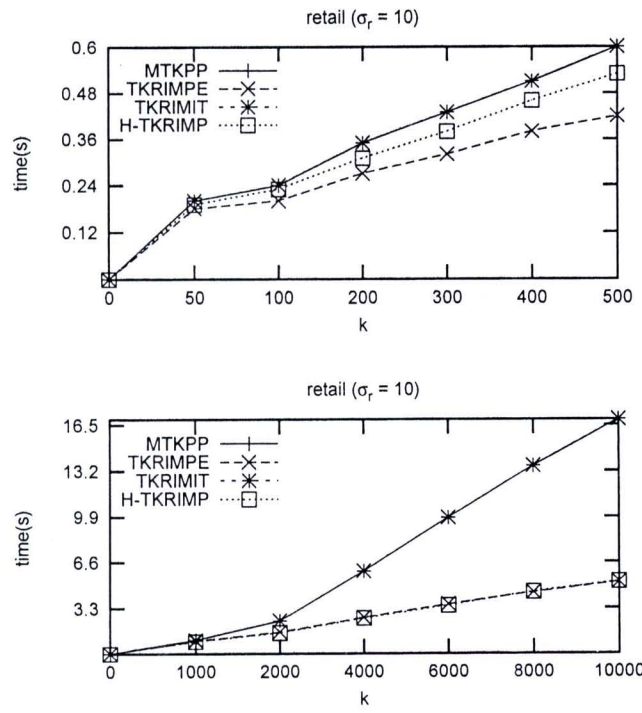 retail (σr = 10)
0.6
0.48
0.36
0.24
0.12
time(s)
MTKPP
TKRIMPE
TKRIMIT
H-TKRIMP
0 50 100 200 300 400 500
k
retail (σr = 10)
16.5
13.2
9.9
6.6
3.3
time(s)
MTKPP
TKRIMPE
TKRIMIT
H-TKRIMP
0 1000 2000 4000 6000 8000 10000
k